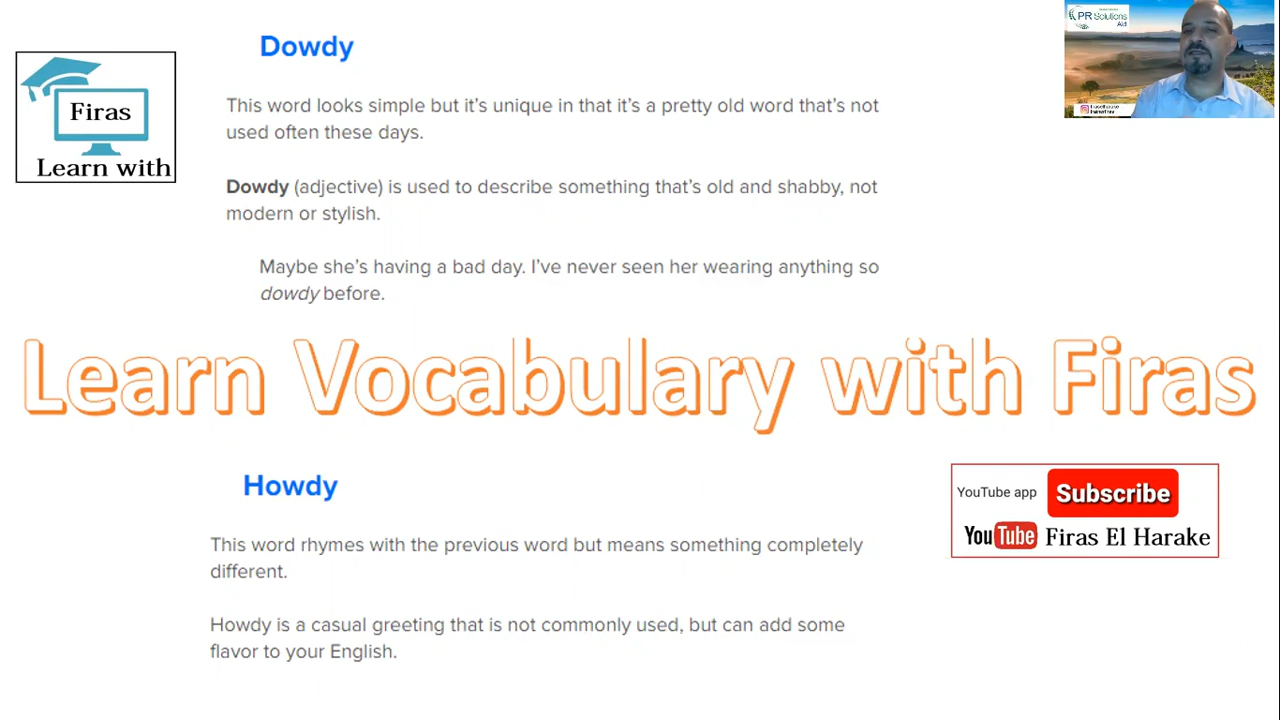 Dowdy
PR Solutions
Aid
Firas
Learn with
This word looks simple but it's unique in that it's a pretty old word that's not
used often these days.
Dowdy (adjective) is used to describe something that's old and shabby, not
modern or stylish.
Maybe she's having a bad day. I've never seen her wearing anything so
dowdy before.
Learn Vocabulary with Firas
Howdy
YouTube app
Subscribe
YouTube Firas El Harake
This word rhymes with the previous word but means something completely
different.
Howdy is a casual greeting that is not commonly used, but can add some
flavor to your English.